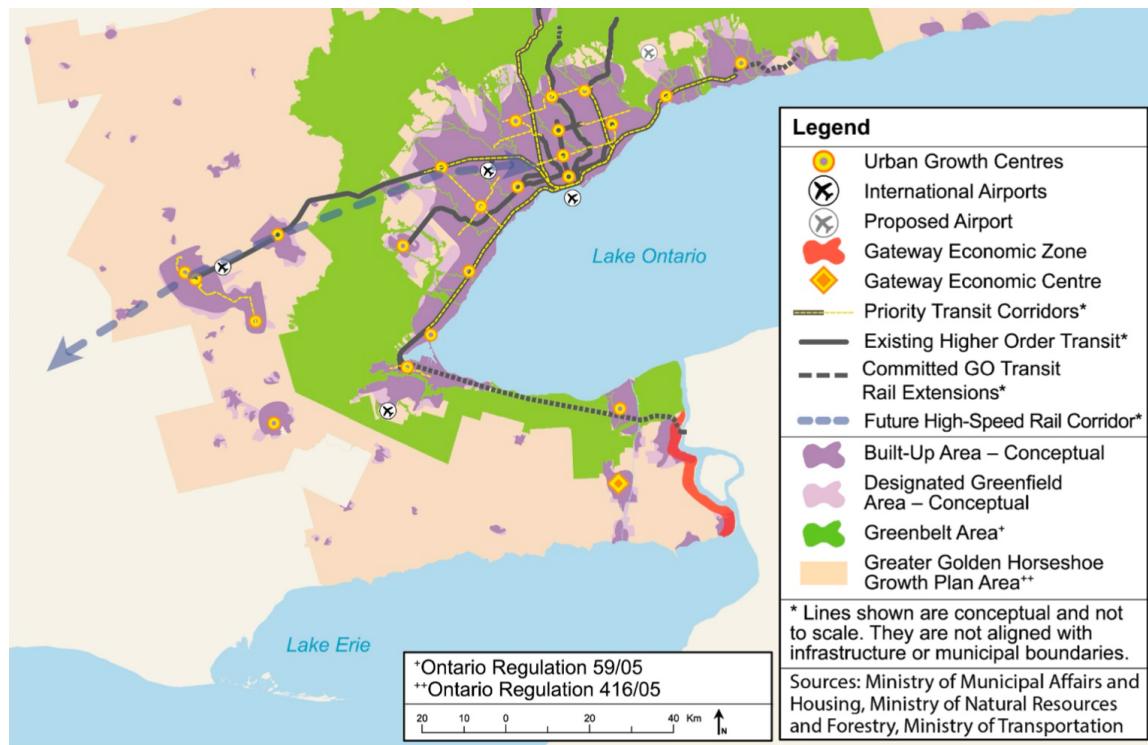 Lake Ontario
Lake Erie
Legend
Urban Growth Centres
International Airports
Proposed Airport
Gateway Economic Zone
Gateway Economic Centre
Priority Transit Corridors*
Existing Higher Order Transit*
Committed GO Transit
Rail Extensions*
Future High-Speed Rail Corridor*
Built-Up Area – Conceptual
Designated Greenfield
Area – Conceptual
Greenbelt Area⁺
Greater Golden Horseshoe
Growth Plan Area⁺⁺
* Lines shown are conceptual and not
to scale. They are not aligned with
infrastructure or municipal boundaries.
Sources: Ministry of Municipal Affairs and
Housing, Ministry of Natural Resources
and Forestry, Ministry of Transportation
⁺Ontario Regulation 59/05
⁺⁺Ontario Regulation 416/05
20 10 0 20 40 Km
N